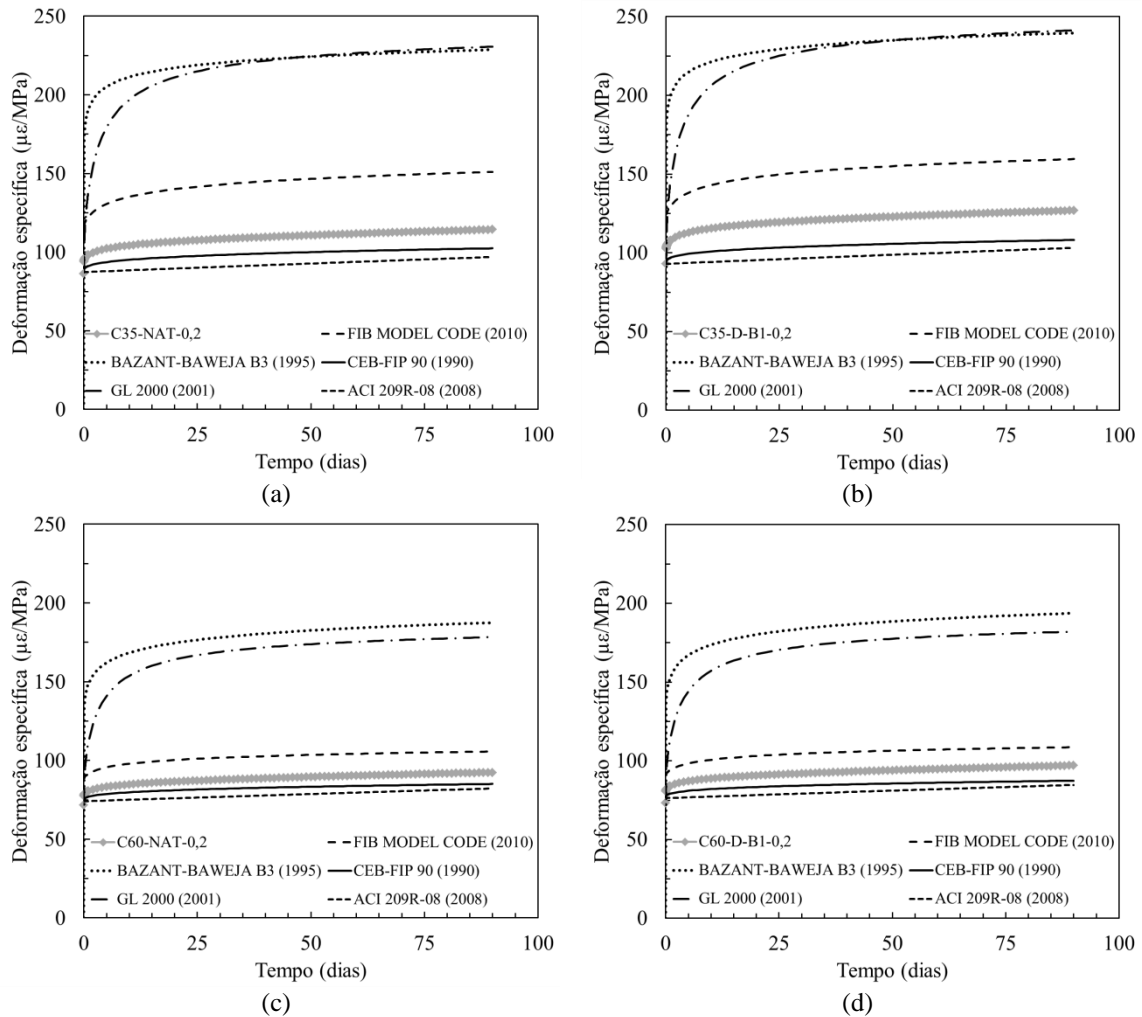 250
200
150
100
50
0
Deformação específica (µε/MPa)
C35-NAT-0,2
FIB MODEL CODE (2010)
BAZANT-BAWEJA B3 (1995)
CEB-FIP 90 (1990)
GL 2000 (2001)
ACI 209R-08 (2008)
0 25 50 75 100
Tempo (dias)
(a)
250
200
150
100
50
0
Deformação específica (µε/MPa)
C35-D-B1-0,2
FIB MODEL CODE (2010)
BAZANT-BAWEJA B3 (1995)
CEB-FIP 90 (1990)
GL 2000 (2001)
ACI 209R-08 (2008)
0 25 50 75 100
Tempo (dias)
(b)
250
200
150
100
50
0
Deformação específica (µε/MPa)
C60-NAT-0,2
FIB MODEL CODE (2010)
BAZANT-BAWEJA B3 (1995)
CEB-FIP 90 (1990)
GL 2000 (2001)
ACI 209R-08 (2008)
0 25 50 75 100
Tempo (dias)
(c)
250
200
150
100
50
0
Deformação específica (µε/MPa)
C60-D-B1-0,2
FIB MODEL CODE (2010)
BAZANT-BAWEJA B3 (1995)
CEB-FIP 90 (1990)
GL 2000 (2001)
ACI 209R-08 (2008)
0 25 50 75 100
Tempo (dias)
(d)